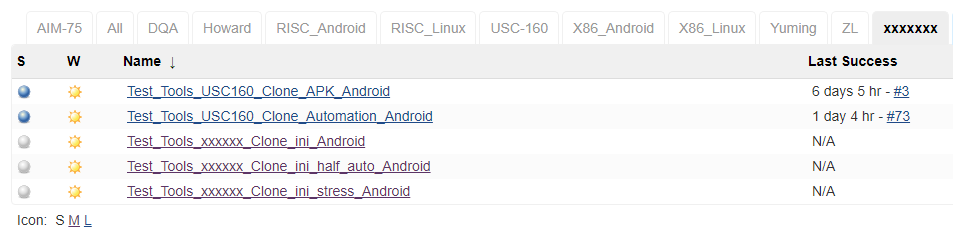 AIM-75 All DQA Howard RISC_Android RISC_Linux USC-160 X86_Android X86_Linux Yuming ZL xxxxxxx
S W Name ↓ Last Success
Test_Tools_USC160_Clone_APK_Android 6 days 5 hr - #3
Test_Tools_USC160_Clone_Automation_Android 1 day 4 hr - #73
Test_Tools_xxxxxx_Clone_ini_Android N/A
Test_Tools_xxxxxx_Clone_ini_half_auto_Android N/A
Test_Tools_xxxxxx_Clone_ini_stress_Android N/A
Icon: S M L